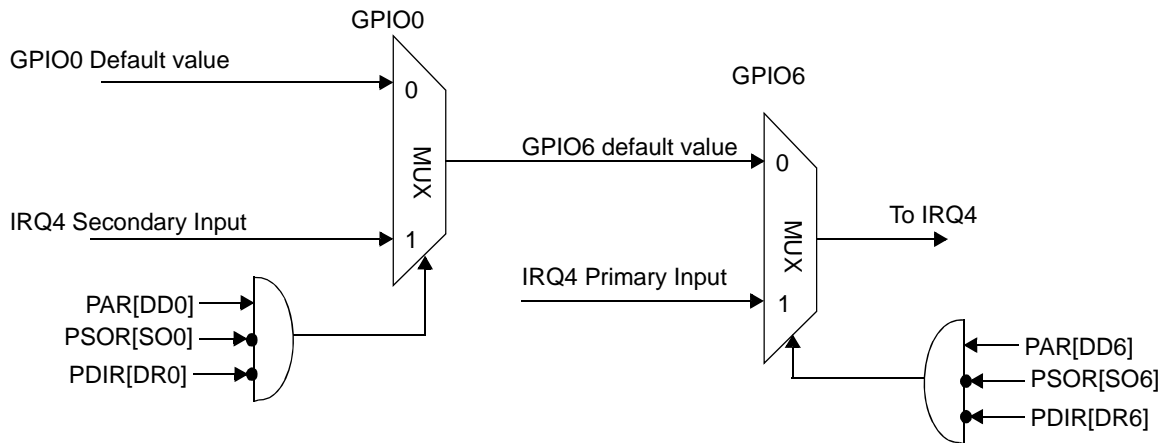 GPIO0
GPIO0 Default value
0
GPIO6
GPIO6 default value
0
MUX
IRQ4 Secondary Input
1
To IRQ4
MUX
IRQ4 Primary Input
1
PAR[DD0]
PSOR[SO0]
PDIR[DR0]
PAR[DD6]
PSOR[SO6]
PDIR[DR6]